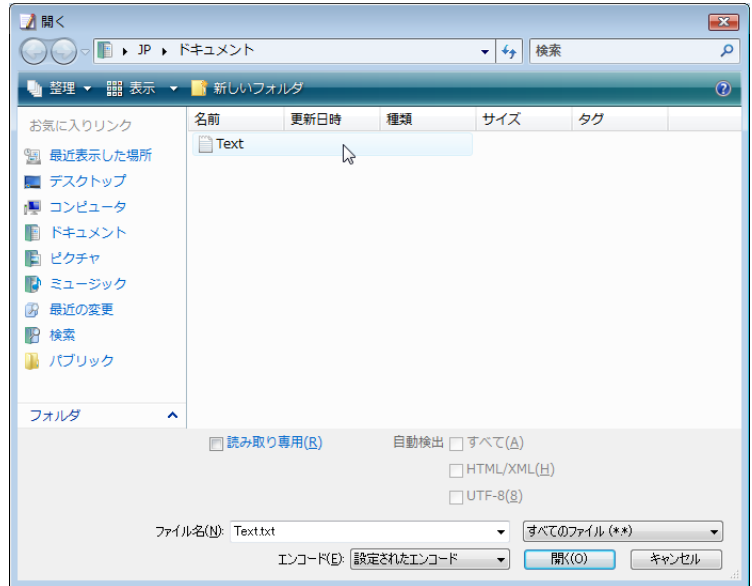 開く
JP ドキュメント
検索
整理 表示 新しいフォルダ
お気に入りリンク
最近表示した場所
デスクトップ
コンピュータ
ドキュメント
ピクチャ
ミュージック
最近の変更
検索
パブリック
フォルダ
名前 更新日時 種類 サイズ タグ
Text
読み取り専用(R)
自動検出 すべて(A)
HTML/XML(H)
UTF-8(8)
ファイル名(N): Text.txt
すべてのファイル (*.*)
エンコード(E): 設定されたエンコード
開く(O) キャンセル